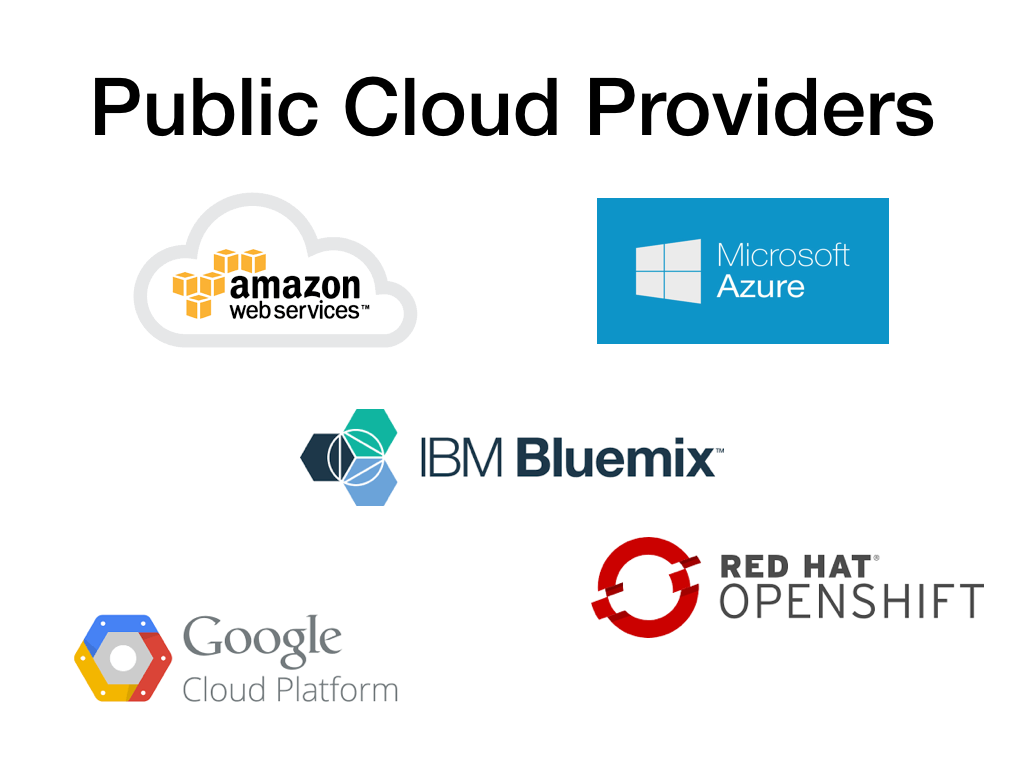 Public Cloud Providers
amazon
web services™
Microsoft
Azure
IBM Bluemix™
RED HAT®
OPENSHIFT
Google
Cloud Platform